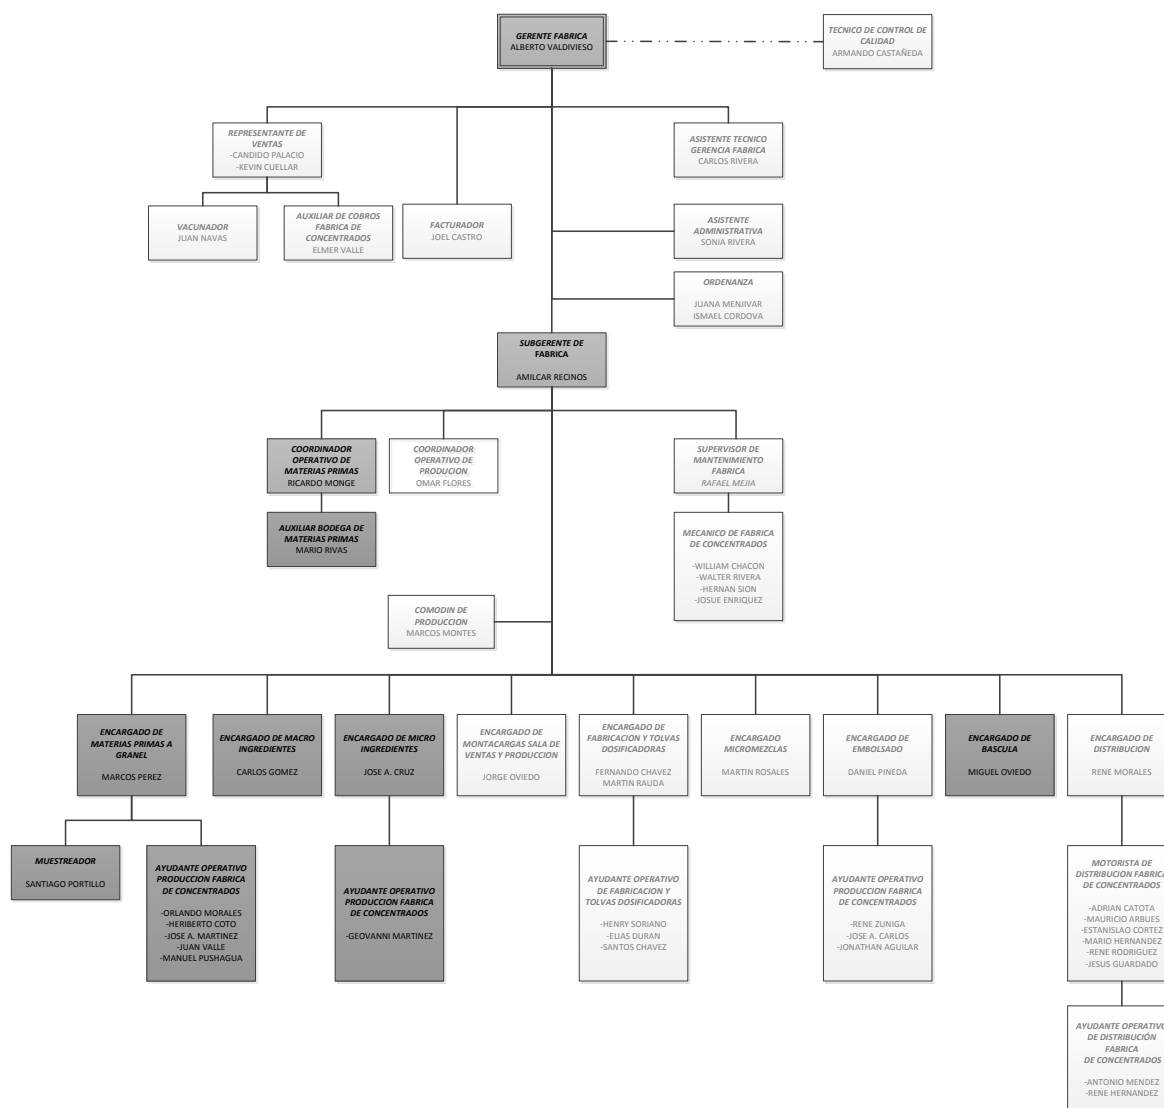 GERENTE FABRICA
ALBERTO VALDIVIESO
TECNICO DE CONTROL DE
CALIDAD
ARMANDO CASTAÑEDA
REPRESENTANTE DE
VENTAS
-CANDIDO PALACIO
-KEVIN CUELLAR
ASISTENTE TECNICO
GERENCIA FABRICA
CARLOS RIVERA
VACUNADOR
JUAN NAVAS
AUXILIAR DE COBROS
FABRICA DE
CONCENTRADOS
ELMER VALLE
FACTURADOR
JOEL CASTRO
ASISTENTE
ADMINISTRATIVA
SONIA RIVERA
ORDENANZA
JUANA MENJIVAR
ISMAEL CORDOVA
SUBGERENTE DE
FABRICA
AMILCAR RECINOS
COORDINADOR
OPERATIVO DE
MATERIAS PRIMAS
RICARDO MONGE
COORDINADOR
OPERATIVO DE
PRODUCION
OMAR FLORES
SUPERVISOR DE
MANTENIMIENTO
FABRICA
RAFAEL MEJIA
AUXILIAR BODEGA DE
MATERIAS PRIMAS
MARIO RIVAS
MECANICO DE FABRICA
DE CONCENTRADOS
-WILLIAM CHACON
-WALTER RIVERA
-HERNAN SION
-JOSUE ENRIQUEZ
COMODIN DE
PRODUCCION
MARCOS MONTES
ENCARGADO DE
MATERIAS PRIMAS A
GRANEL
MARCOS PEREZ
ENCARGADO DE MACRO
INGREDIENTES
CARLOS GOMEZ
ENCARGADO DE MICRO
INGREDIENTES
JOSE A. CRUZ
ENCARGADO DE
MONTACARGAS SALA DE
VENTAS Y PRODUCCION
JORGE OVIEDO
ENCARGADO DE
FABRICACION Y TOLVAS
DOSIFICADORAS
FERNANDO CHAVEZ
MARTIN RAUDA
ENCARGADO
MICROMEZCLAS
MARTIN ROSALES
ENCARGADO DE
EMBOLSADO
DANIEL PINEDA
ENCARGADO DE
BASCULA
MIGUEL OVIEDO
ENCARGADO DE
DISTRIBUCION
RENE MORALES
MUESTREADOR
SANTIAGO PORTILLO
AYUDANTE OPERATIVO
PRODUCCION FABRICA
DE CONCENTRADOS
-ORLANDO MORALES
-HERIBERTO COTO
-JOSE A. MARTINEZ
-JUAN VALLE
-MANUEL PUSHAGUA
AYUDANTE OPERATIVO
PRODUCCION FABRICA
DE CONCENTRADOS
-GEOVANNI MARTINEZ
AYUDANTE OPERATIVO
DE FABRICACION Y
TOLVAS DOSIFICADORAS
-HENRY SORIANO
-ELIAS DURAN
-SANTOS CHAVEZ
AYUDANTE OPERATIVO
PRODUCCION FABRICA
DE CONCENTRADOS
-RENE ZUNIGA
-JOSE A. CARLOS
-JONATHAN AGUILAR
MOTORISTA DE
DISTRIBUCION FABRICA
DE CONCENTRADOS
-ADRIAN CATOTA
-MAURICIO ARBUES
-ESTANISLAO CORTEZ
-MARIO HERNANDEZ
-RENE RODRIGUEZ
-JESUS GUARDADO
AYUDANTE OPERATIVO
DE DISTRIBUCIÓN
FABRICA
DE CONCENTRADOS
-ANTONIO MENDEZ
-RENE HERNANDEZ